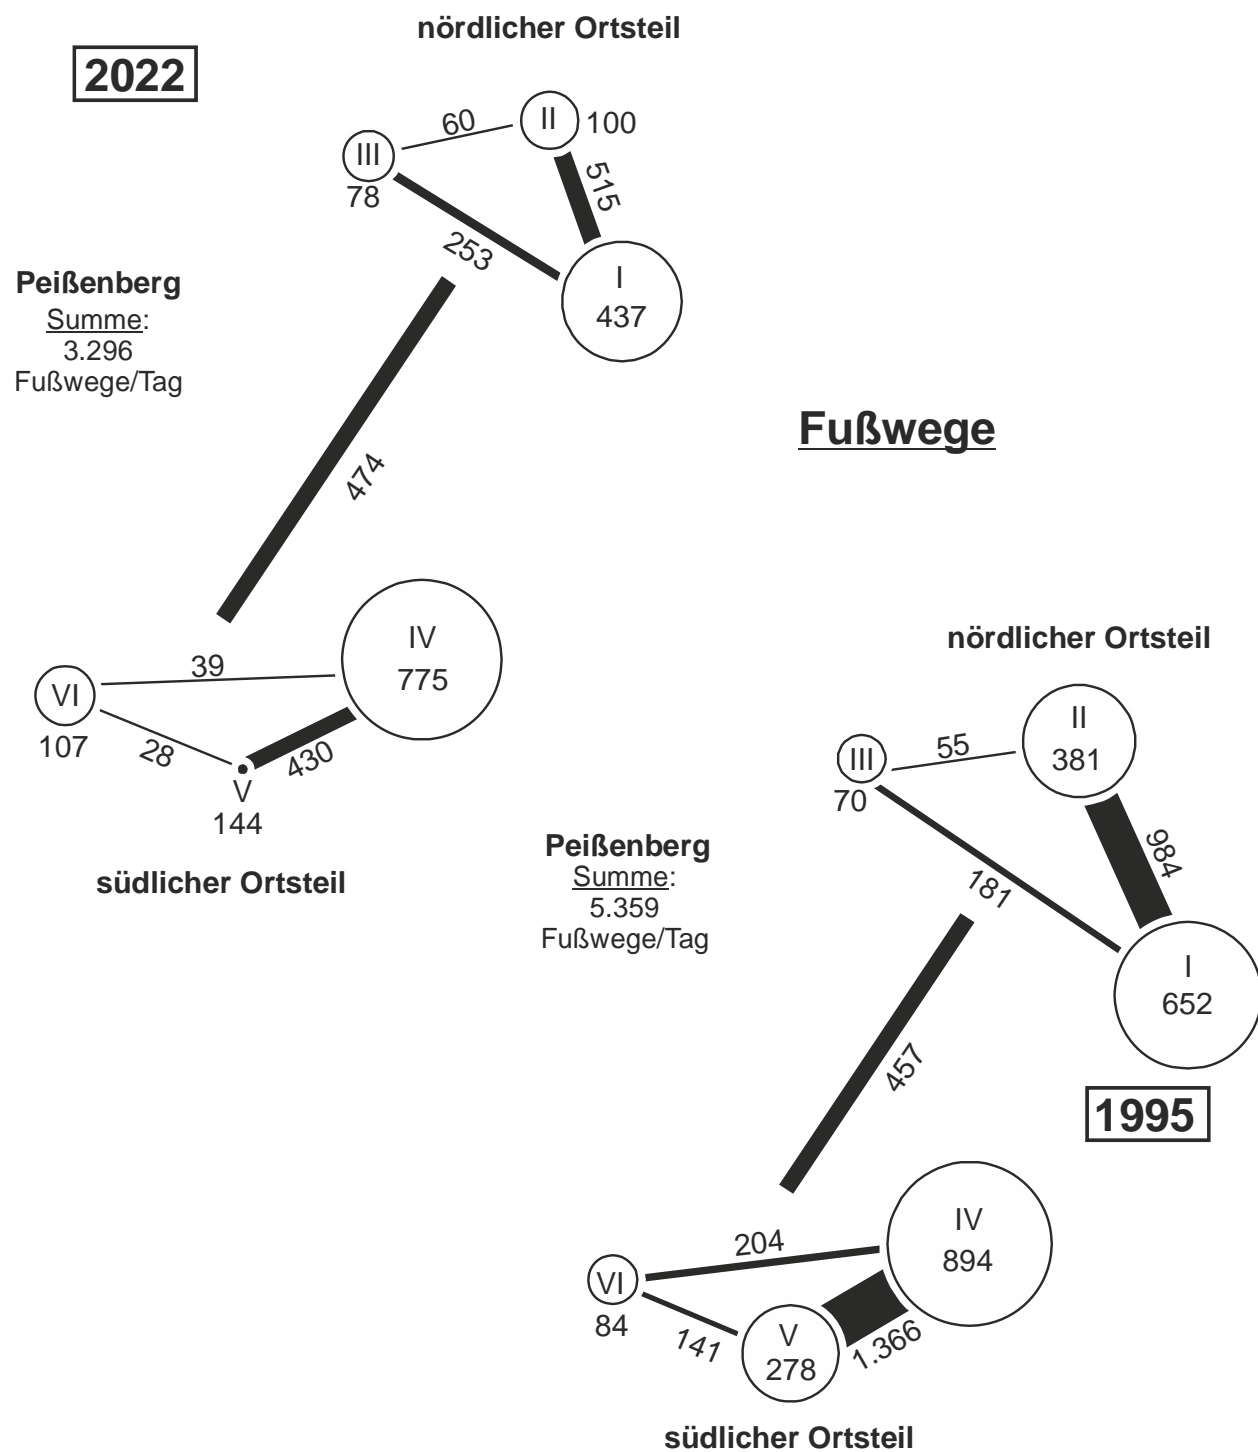 nördlicher Ortsteil
2022
60
II
100
III
78
515
253
I
437
Peißenberg
Summe:
3.296
Fußwege/Tag
Fußwege
474
IV
775
39
VI
107
28
430
V
144
südlicher Ortsteil
nördlicher Ortsteil
II
381
55
III
70
984
181
Peißenberg
Summe:
5.359
Fußwege/Tag
I
652
457
1995
IV
894
204
VI
84
141
V
278
1.366
südlicher Ortsteil